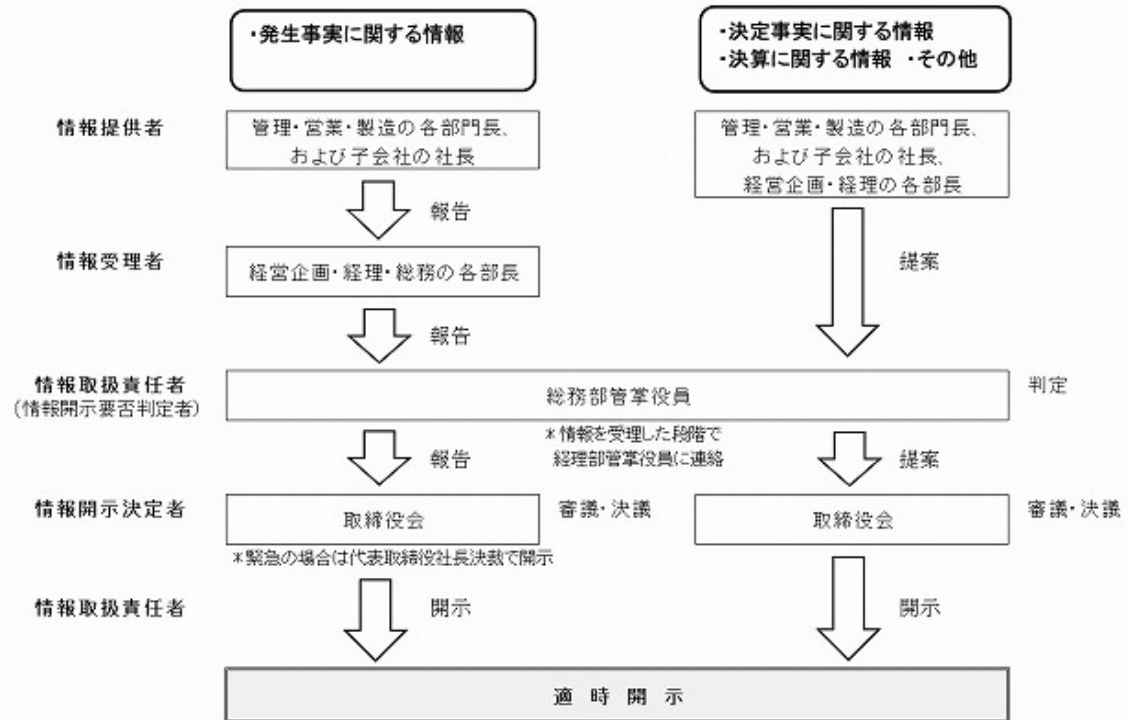 ・発生事実に関する情報
・決定事実に関する情報
・決算に関する情報 ・その他
情報提供者
管理・営業・製造の各部門長、
および子会社の社長
管理・営業・製造の各部門長、
および子会社の社長、
経営企画・経理の各部長
報告
情報受理者
経営企画・経理・総務の各部長
提案
報告
情報取扱責任者
(情報開示要否判定者)
総務部管掌役員
判定
＊情報を受理した段階で
経理部管掌役員に連絡
報告
提案
情報開示決定者
取締役会
審議・決議
取締役会
審議・決議
＊緊急の場合は代表取締役社長決裁で開示
情報取扱責任者
開示
開示
適時開示